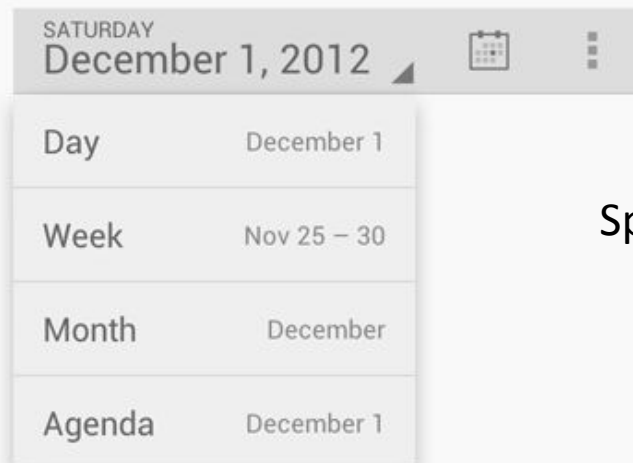 SATURDAY
December 1, 2012
Day December 1
Week Nov 25 – 30
Month December
Agenda December 1